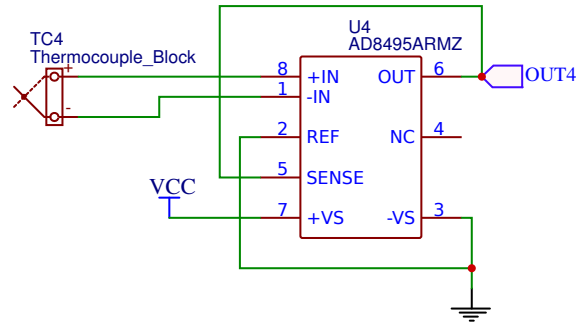 TC4
Thermocouple_Block
+
-
U4
AD8495ARMZ
8 +IN OUT 6
OUT4
1 -IN
2 REF NC 4
5 SENSE
VCC
7 +VS -VS 3